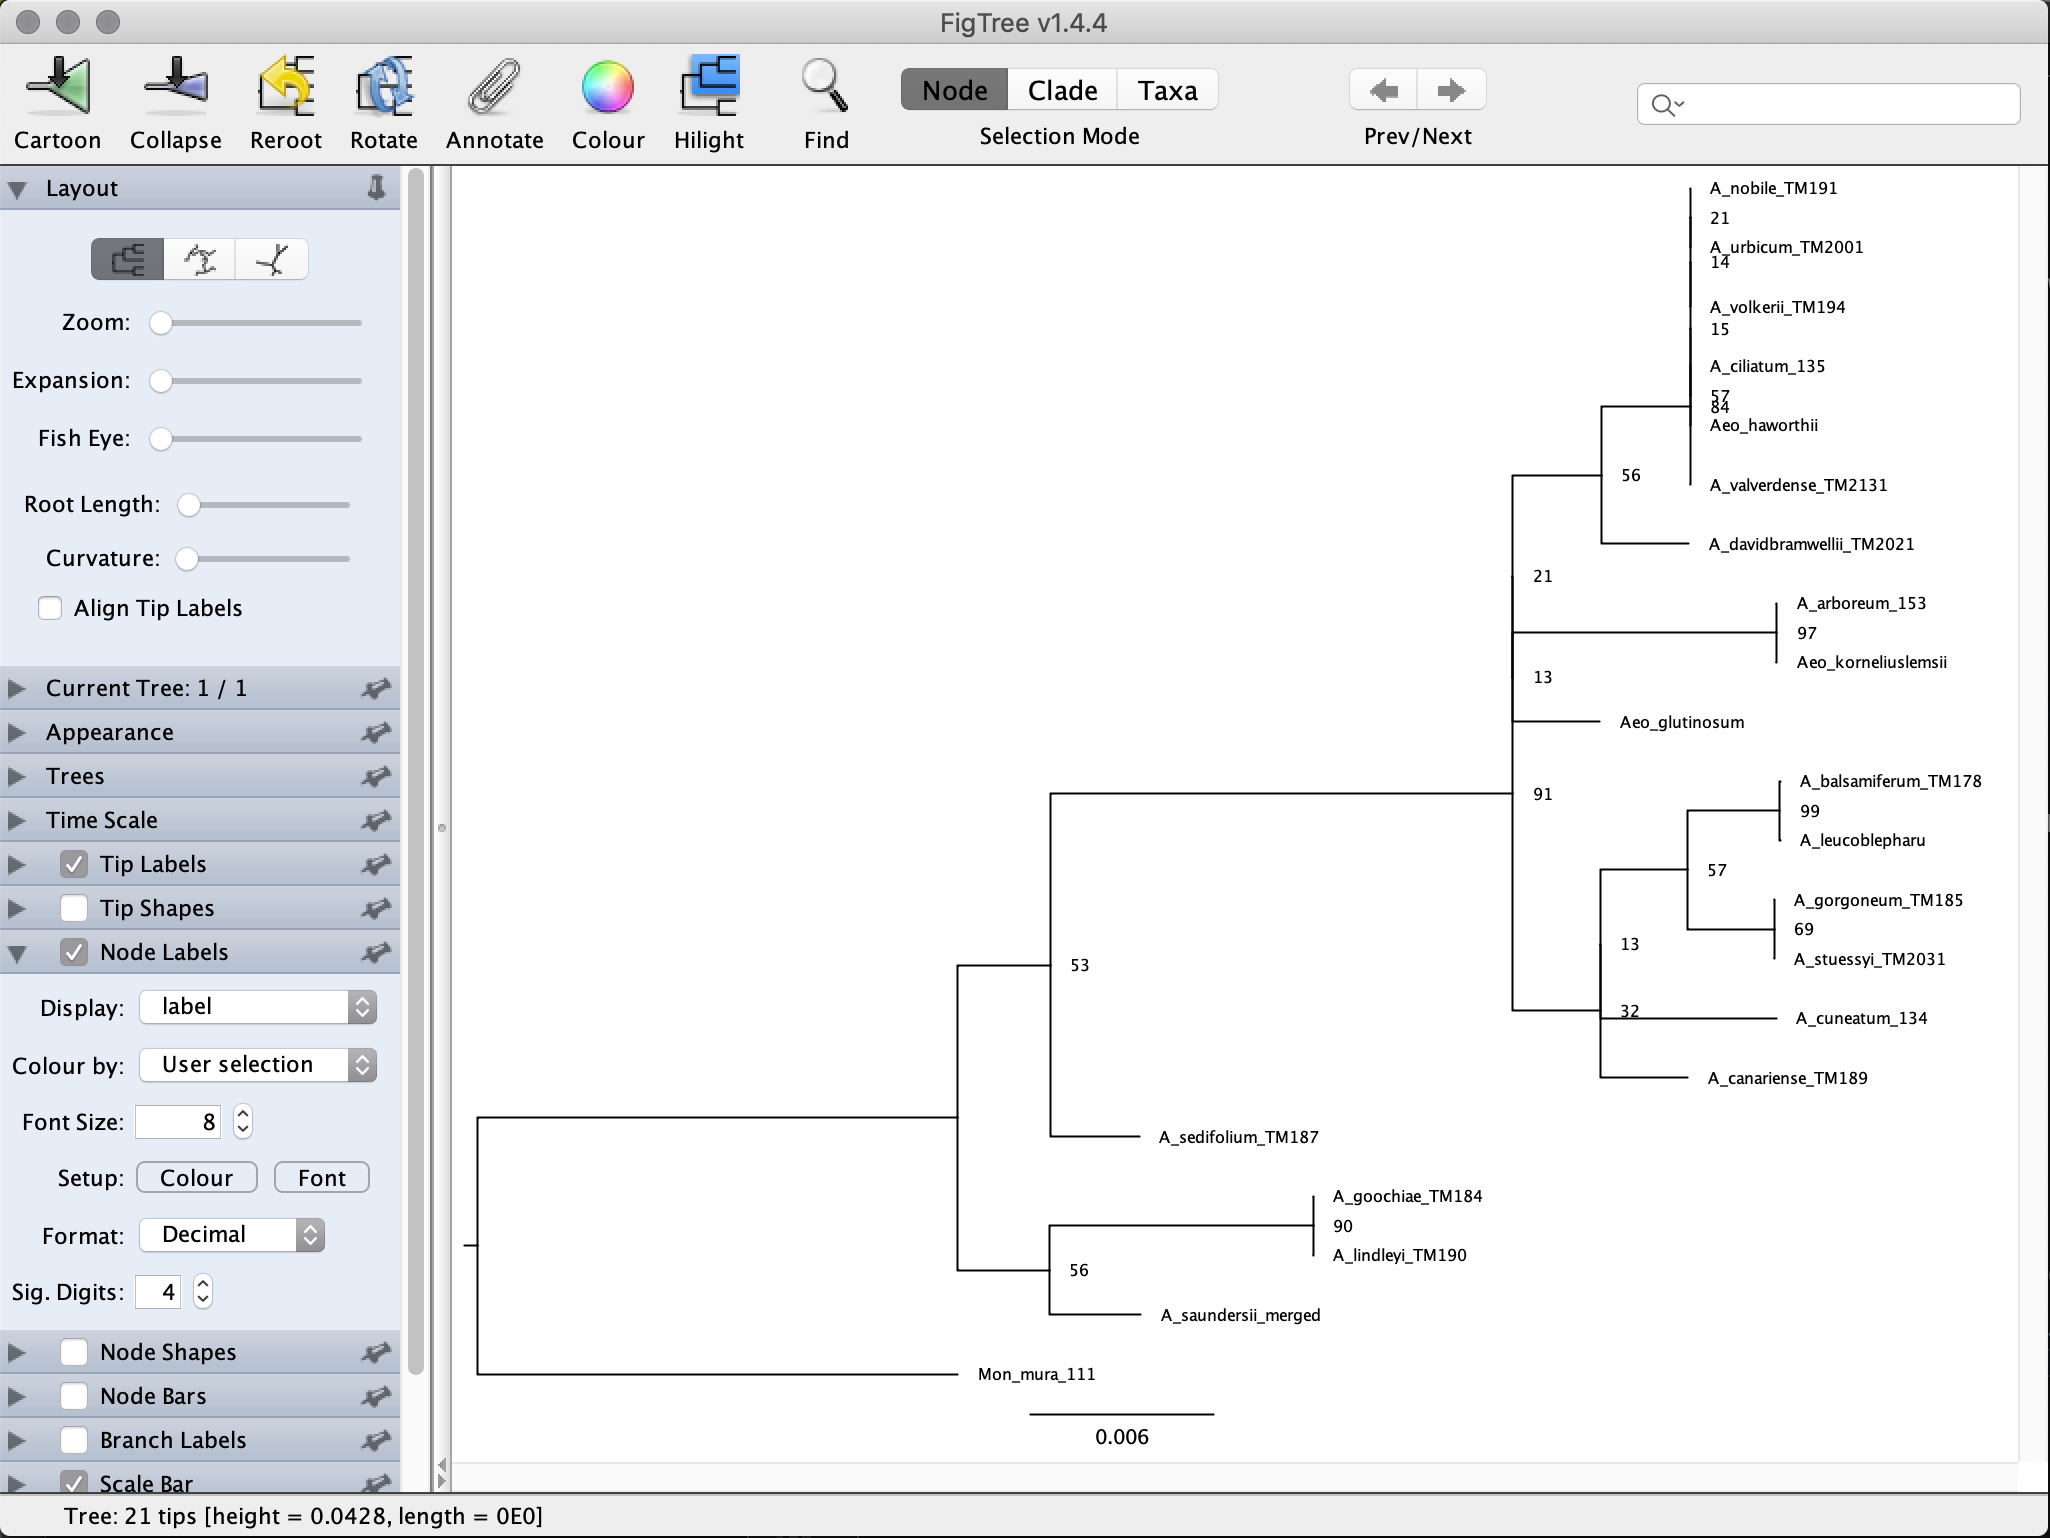 FigTree v1.4.4
Cartoon
Collapse
Reroot
Rotate
Annotate
Colour
Hilight
Find
Node
Clade
Taxa
Selection Mode
Prev/Next
Layout
Zoom:
Expansion:
Fish Eye:
Root Length:
Curvature:
Align Tip Labels
Current Tree: 1 / 1
Appearance
Trees
Time Scale
Tip Labels
Tip Shapes
Node Labels
Display: label
Colour by: User selection
Font Size: 8
Setup: Colour Font
Format: Decimal
Sig. Digits: 4
Node Shapes
Node Bars
Branch Labels
Scale Bar
A_nobile_TM191
21
A_urbicum_TM2001
14
A_volkerii_TM194
15
A_ciliatum_135
57
84
Aeo_haworthii
56
A_valverdense_TM2131
A_davidbramwellii_TM2021
21
A_arboreum_153
97
Aeo_korneliuslemsii
13
Aeo_glutinosum
A_balsamiferum_TM178
91
99
A_leucoblepharu
57
A_gorgoneum_TM185
69
13
A_stuessyi_TM2031
53
32
A_cuneatum_134
A_canariense_TM189
A_sedifolium_TM187
A_goochiae_TM184
90
A_lindleyi_TM190
56
A_saundersii_merged
Mon_mura_111
0.006
Tree: 21 tips [height = 0.0428, length = 0E0]